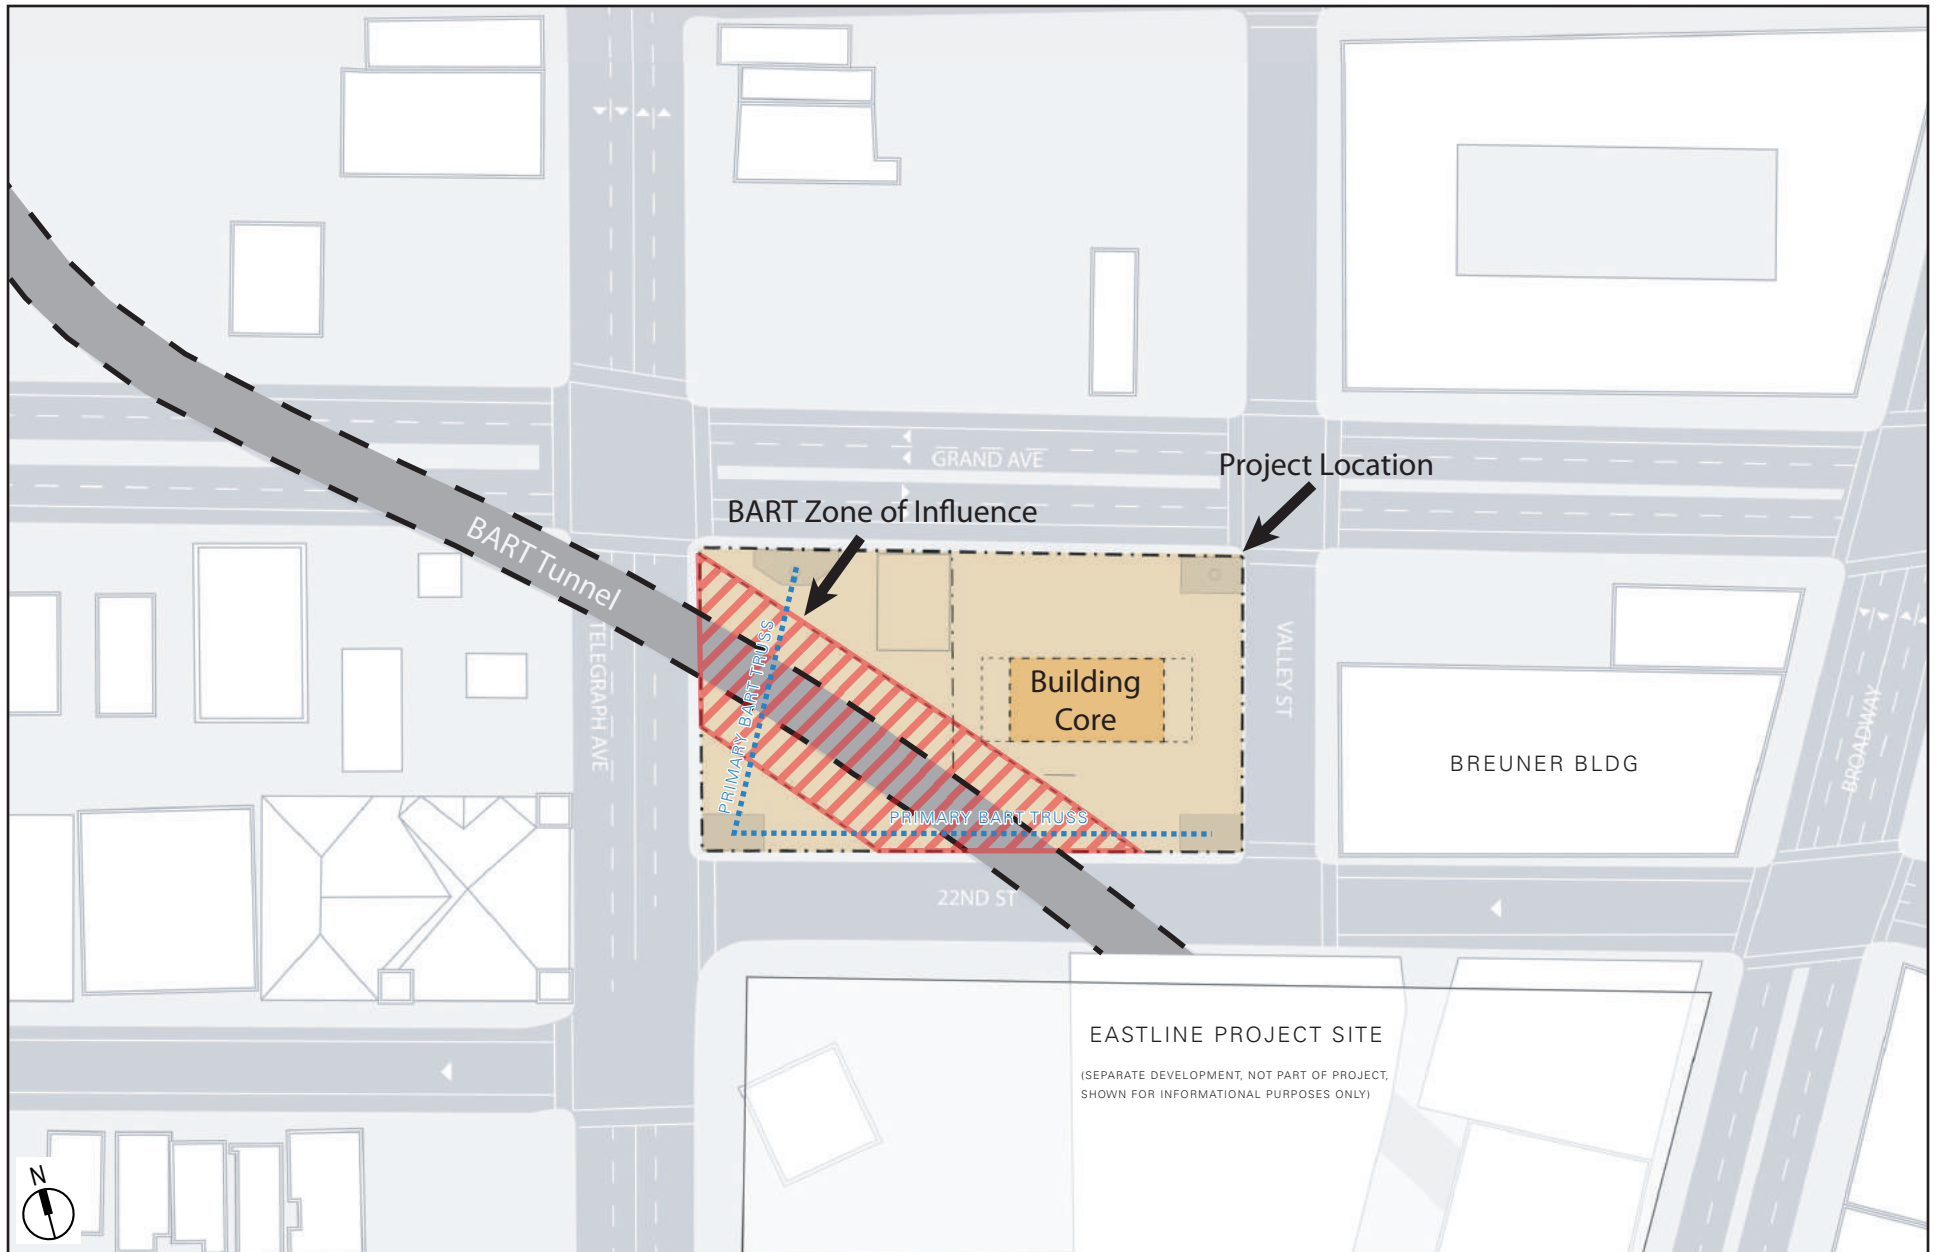 GRAND AVE
Project Location
BART Zone of Influence
BART Tunnel
TELEGRAPH AVE
PRIMARY BART TRUSS
VALLEY ST
Building
Core
BREUNER BLDG
BROADWAY
PRIMARY BART TRUSS
22ND ST
EASTLINE PROJECT SITE
(SEPARATE DEVELOPMENT, NOT PART OF PROJECT,
SHOWN FOR INFORMATIONAL PURPOSES ONLY)
N